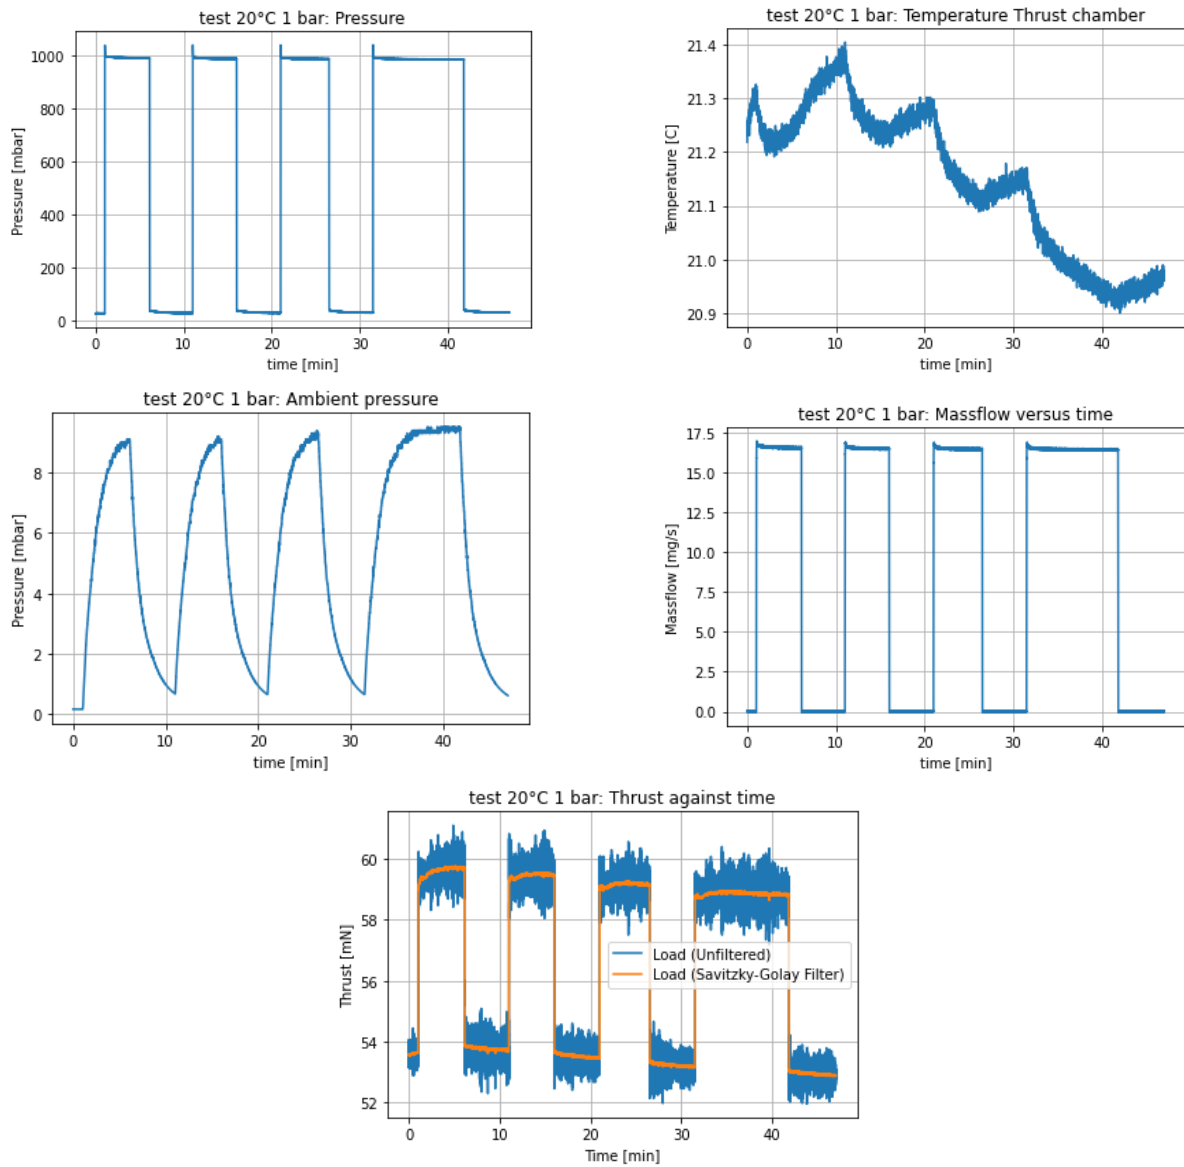 test 20°C 1 bar: Pressure
Pressure [mbar]
1000
800
600
400
200
0
0 10 20 30 40
time [min]
test 20°C 1 bar: Temperature Thrust chamber
Temperature [C]
21.4
21.3
21.2
21.1
21.0
20.9
0 10 20 30 40
time [min]
test 20°C 1 bar: Ambient pressure
Pressure [mbar]
8
6
4
2
0
0 10 20 30 40
time [min]
test 20°C 1 bar: Massflow versus time
Massflow [mg/s]
17.5
15.0
12.5
10.0
7.5
5.0
2.5
0.0
0 10 20 30 40
time [min]
test 20°C 1 bar: Thrust against time
Thrust [mN]
60
58
56
54
52
Load (Unfiltered)
Load (Savitzky-Golay Filter)
0 10 20 30 40
Time [min]